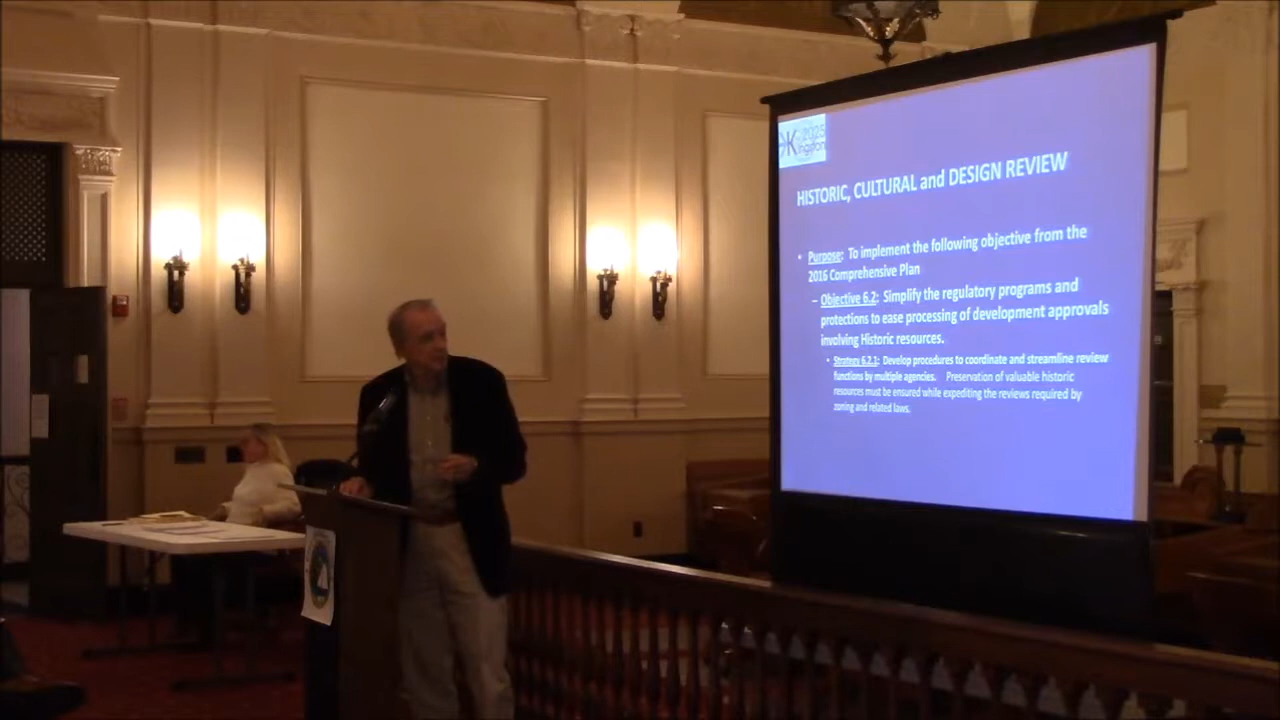 K 2025
Kingston
HISTORIC, CULTURAL and DESIGN REVIEW
• Purpose: To implement the following objective from the
2016 Comprehensive Plan
– Objective 6.2: Simplify the regulatory programs and
protections to ease processing of development approvals
involving Historic resources.
• Strategy 6.2.1: Develop procedures to coordinate and streamline review
functions by multiple agencies. Preservation of valuable historic
resources must be ensured while expediting the reviews required by
zoning and related laws.